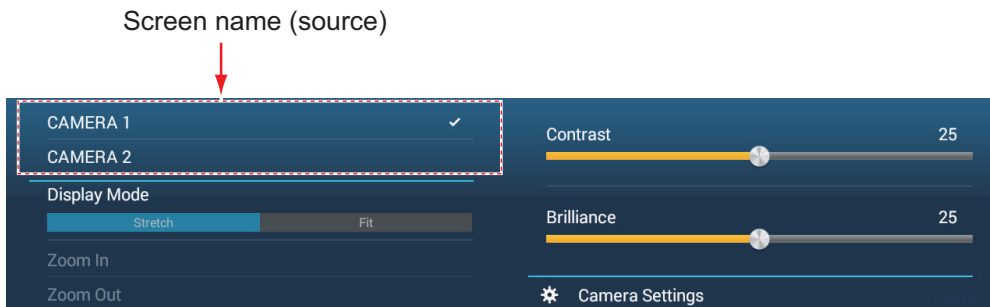 Screen name (source)
CAMERA 1
CAMERA 2
Display Mode
Stretch Fit
Zoom In
Zoom Out
Contrast 25
Brilliance 25
Camera Settings